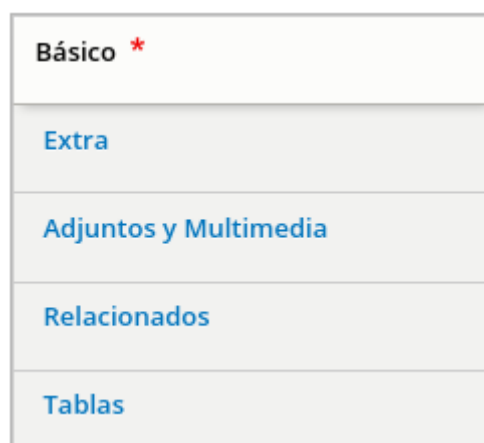 Básico *
Extra
Adjuntos y Multimedia
Relacionados
Tablas